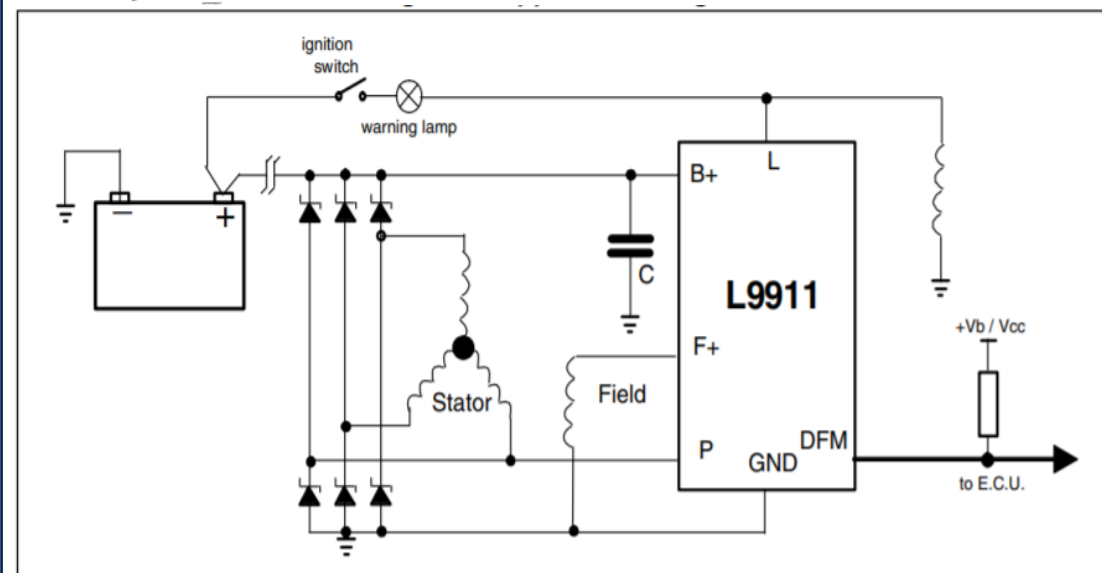 ignition
switch
warning lamp
B+
L
−
+
C
L9911
+Vb / Vcc
F+
Field
Stator
P
DFM
GND
to E.C.U.